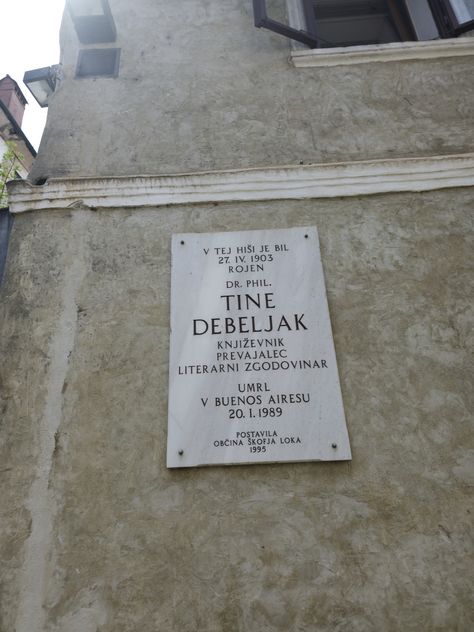 V TEJ HIŠI JE BIL
27. IV. 1903
ROJEN
DR. PHIL.
TINE
DEBELJAK
KNJIŽEVNIK
PREVAJALEC
LITERARNI ZGODOVINAR
UMRL
V BUENOS AIRESU
20. 1. 1989
POSTAVILA
OBČINA ŠKOFJA LOKA
1995